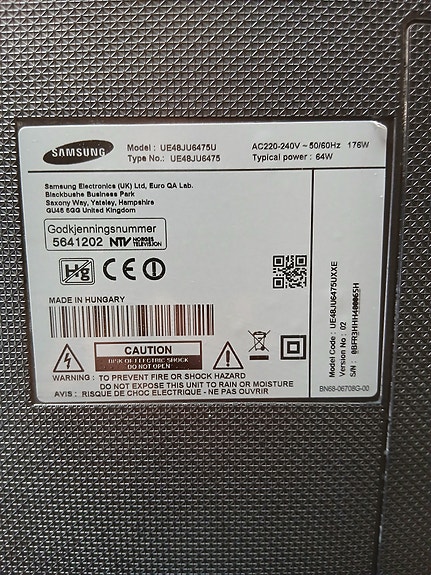 SAMSUNG
Model : UE48JU6475U
Type No.: UE48JU6475
AC220-240V ~ 50/60Hz 176W
Typical power : 64W
Samsung Electronics (UK) Ltd, Euro QA Lab.
Blackbushe Business Park
Saxony Way, Yateley, Hampshire
GU46 6GG United Kingdom
Godkjenningsnummer
5641202 NTV NORGES
TELEVISION
Hg CE
MADE IN HUNGARY
CAUTION
RISK OF ELECTRIC SHOCK
DO NOT OPEN
WARNING : TO PREVENT FIRE OR SHOCK HAZARD
DO NOT EXPOSE THIS UNIT TO RAIN OR MOISTURE
AVIS : RISQUE DE CHOC ELECTRIQUE - NE PAS OUVRIR
Model Code : UE48JU6475UXXE
Version No : 02
S/N :
BN68-06708G-00